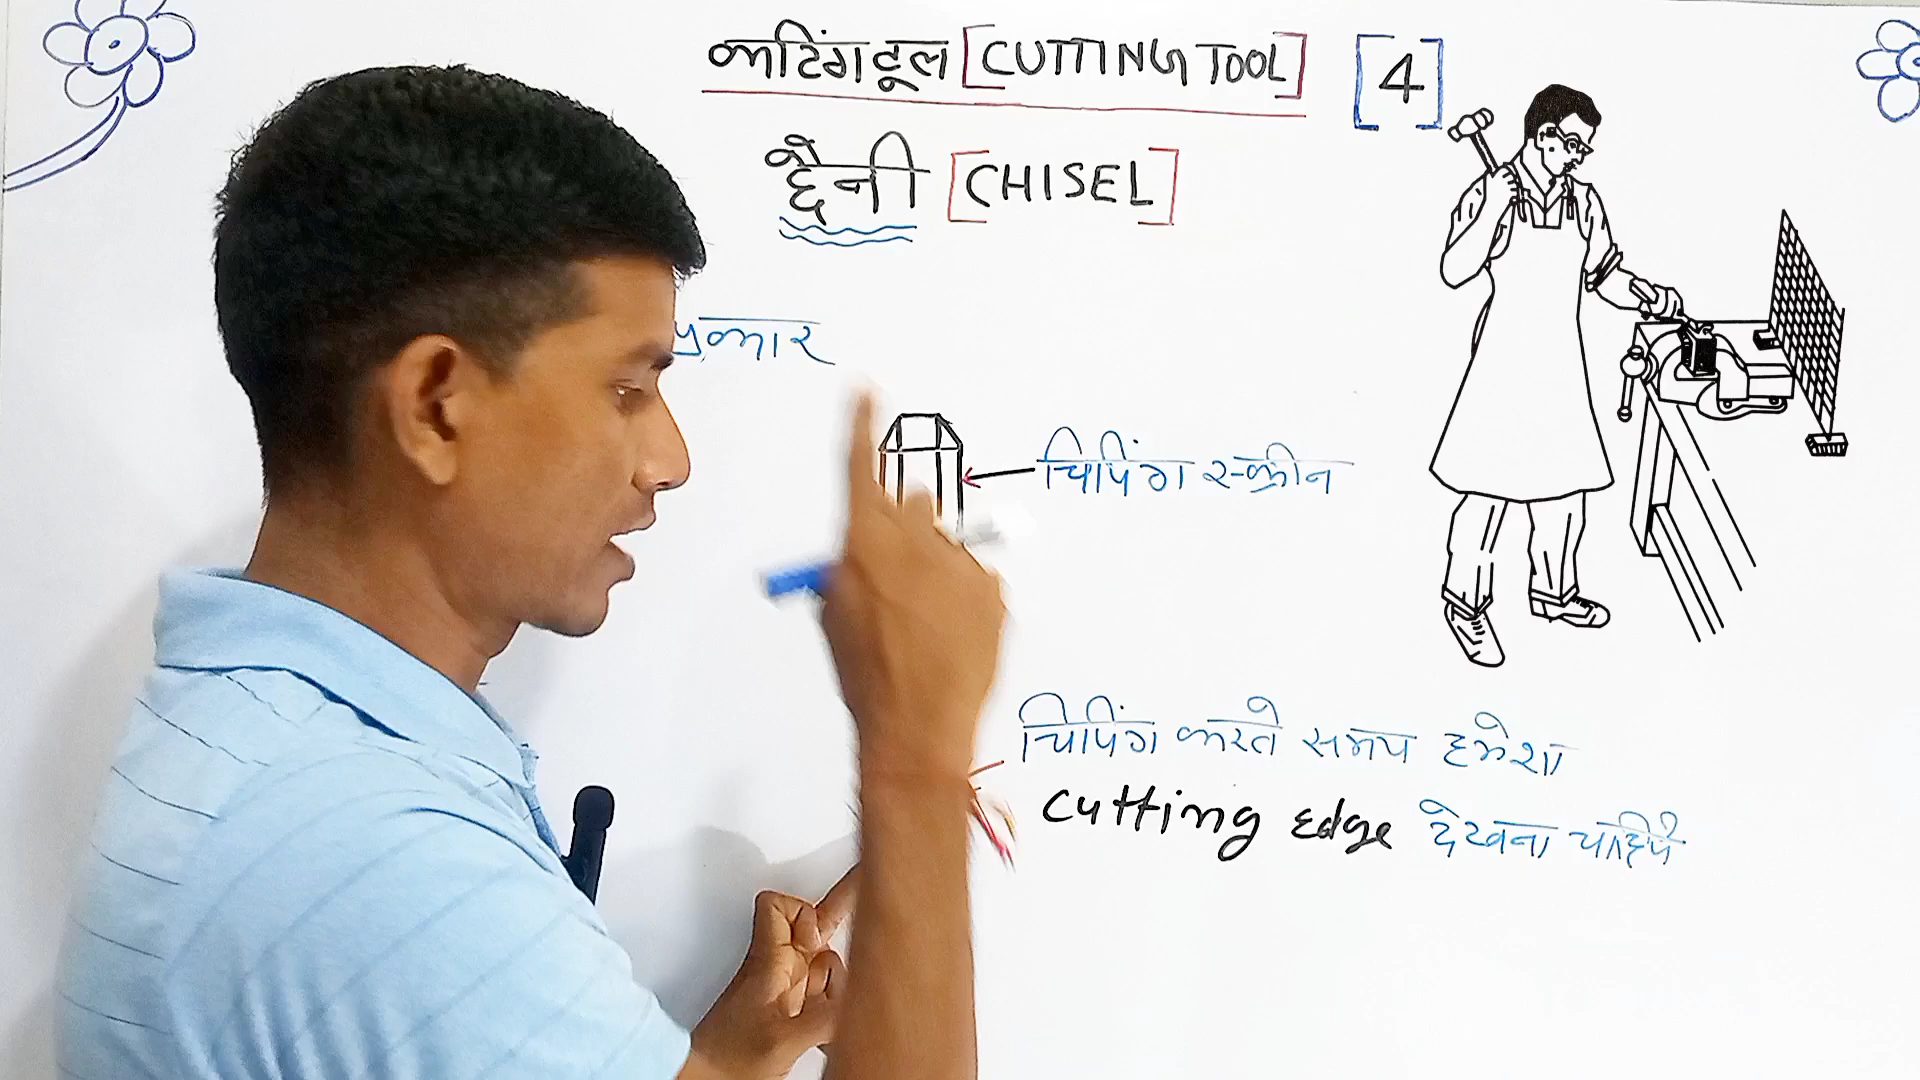 कटिंग टूल [CUTTING TOOL] [4]
छैनी [CHISEL]
प्रकार
चिपिंग स्क्रीन
चिपिंग करते समय हमेशा
Cutting Edge देखना चाहिये